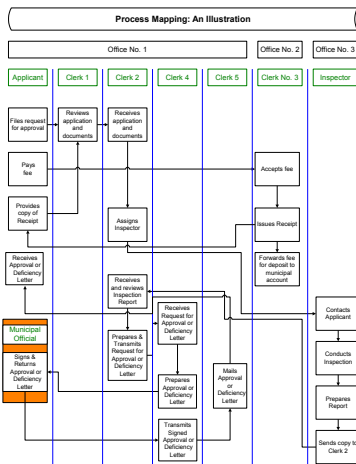 Process Mapping: An Illustration
Office No. 1
Office No. 2
Office No. 3
Applicant
Clerk 1
Clerk 2
Clerk 4
Clerk 5
Clerk No. 3
Inspector
Files request
for approval
Reviews
application
and
documents
Receives
application
and
documents
Pays
fee
Accepts fee
Provides
copy of
Receipt
Assigns
Inspector
Issues Receipt
Receives
Approval or
Deficiency
Letter
Forwards fee
for deposit to
municipal
account
Receives
and reviews
Inspection
Report
Receives
Request for
Approval or
Deficiency
Letter
Contacts
Applicant
Municipal
Official
Signs &
Returns
Approval or
Deficiency
Letter
Prepares &
Transmits
Request for
Approval or
Deficiency
Letter
Conducts
Inspection
Prepares
Approval or
Deficiency
Letter
Mails
Approval
or
Deficiency
Letter
Prepares
Report
Transmits
Signed
Approval or
Deficiency
Letter
Sends copy to
Clerk 2